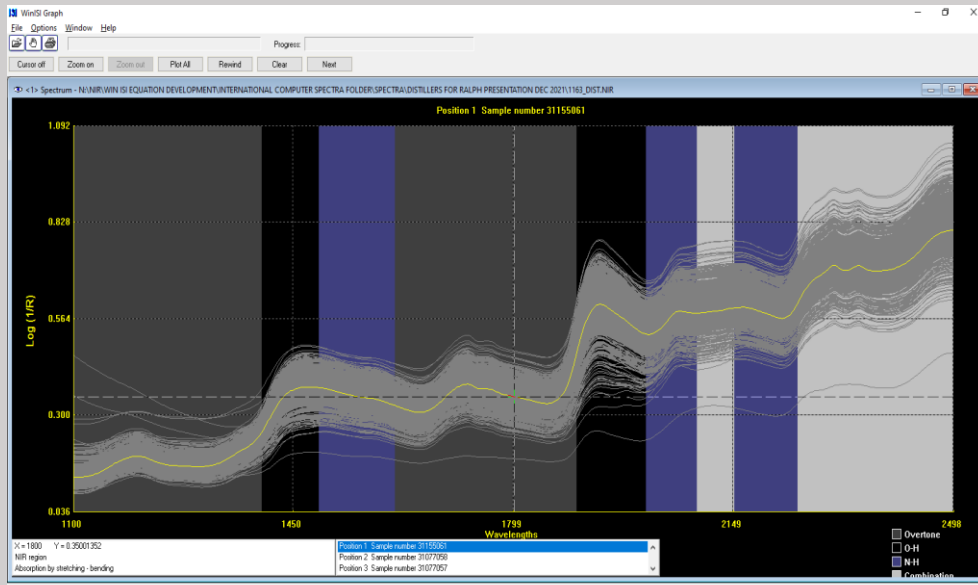 WinISI Graph
File Options Window Help
Progress:
Cursor off Zoom on Zoom out Plot All Rewind Clear Next
<1> Spectrum - N:\NIR\WIN ISI EQUATION DEVELOPMENT\INTERNATIONAL COMPUTER SPECTRA FOLDER\SPECTRA\DISTILLERS FOR RALPH PRESENTATION DEC 2021\1163_DIST.NIR
Position 1 Sample number 31155061
1.092
0.828
0.564
0.300
0.036
Log (1/R)
1100 1450 1799 2149 2498
Wavelengths
Overtone
O-H
N-H
Combination
X = 1800 Y = 0.35001352
NIR region
Absorption by stretching - bending
Position 1 Sample number 31155061
Position 2 Sample number 31077058
Position 3 Sample number 31077057